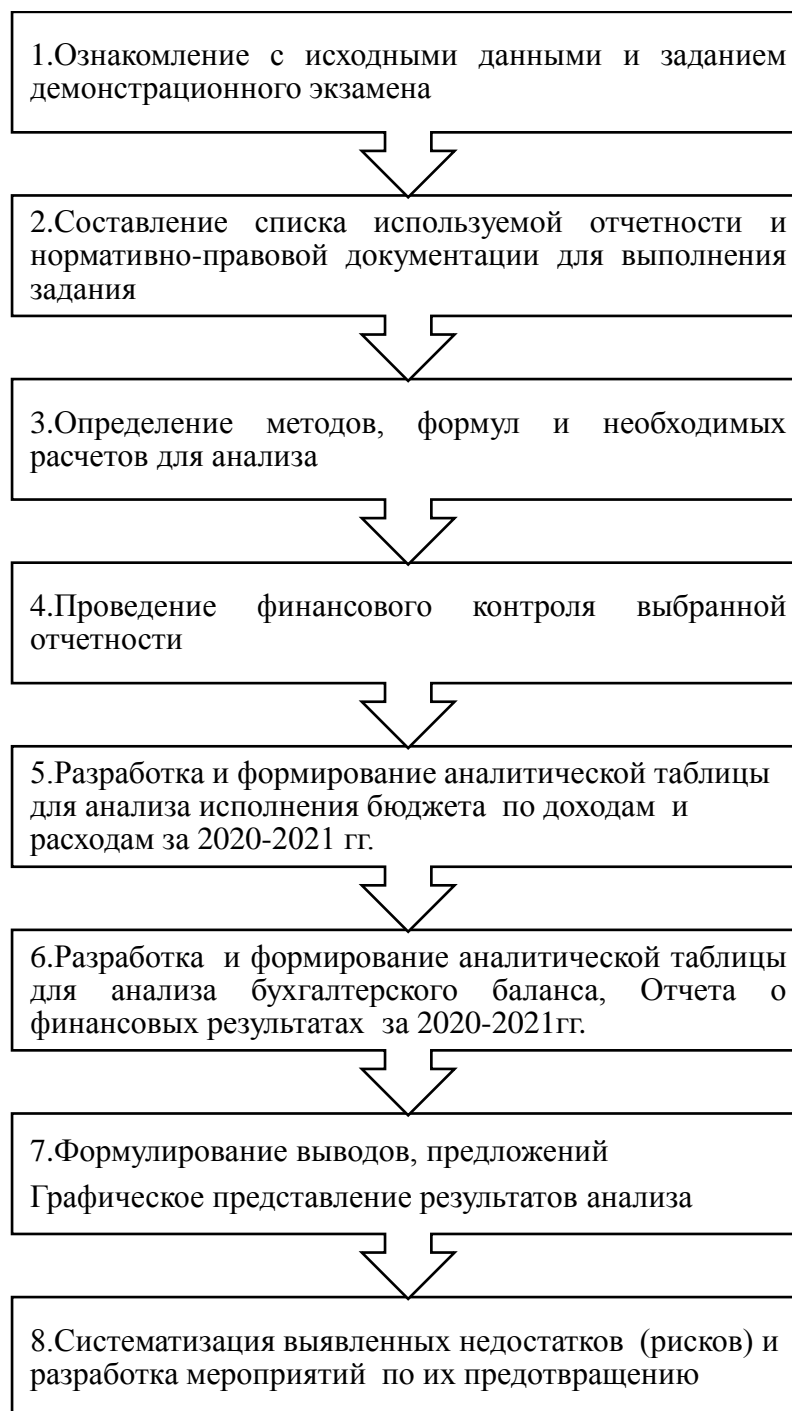 1.Ознакомление с исходными данными и заданием
демонстрационного экзамена
2.Составление списка используемой отчетности и
нормативно-правовой документации для выполнения
задания
3.Определение методов, формул и необходимых
расчетов для анализа
4.Проведение финансового контроля выбранной
отчетности
5.Разработка и формирование аналитической таблицы
для анализа исполнения бюджета по доходам и
расходам за 2020-2021 гг.
6.Разработка и формирование аналитической таблицы
для анализа бухгалтерского баланса, Отчета о
финансовых результатах за 2020-2021гг.
7.Формулирование выводов, предложений
Графическое представление результатов анализа
8.Систематизация выявленных недостатков (рисков) и
разработка мероприятий по их предотвращению